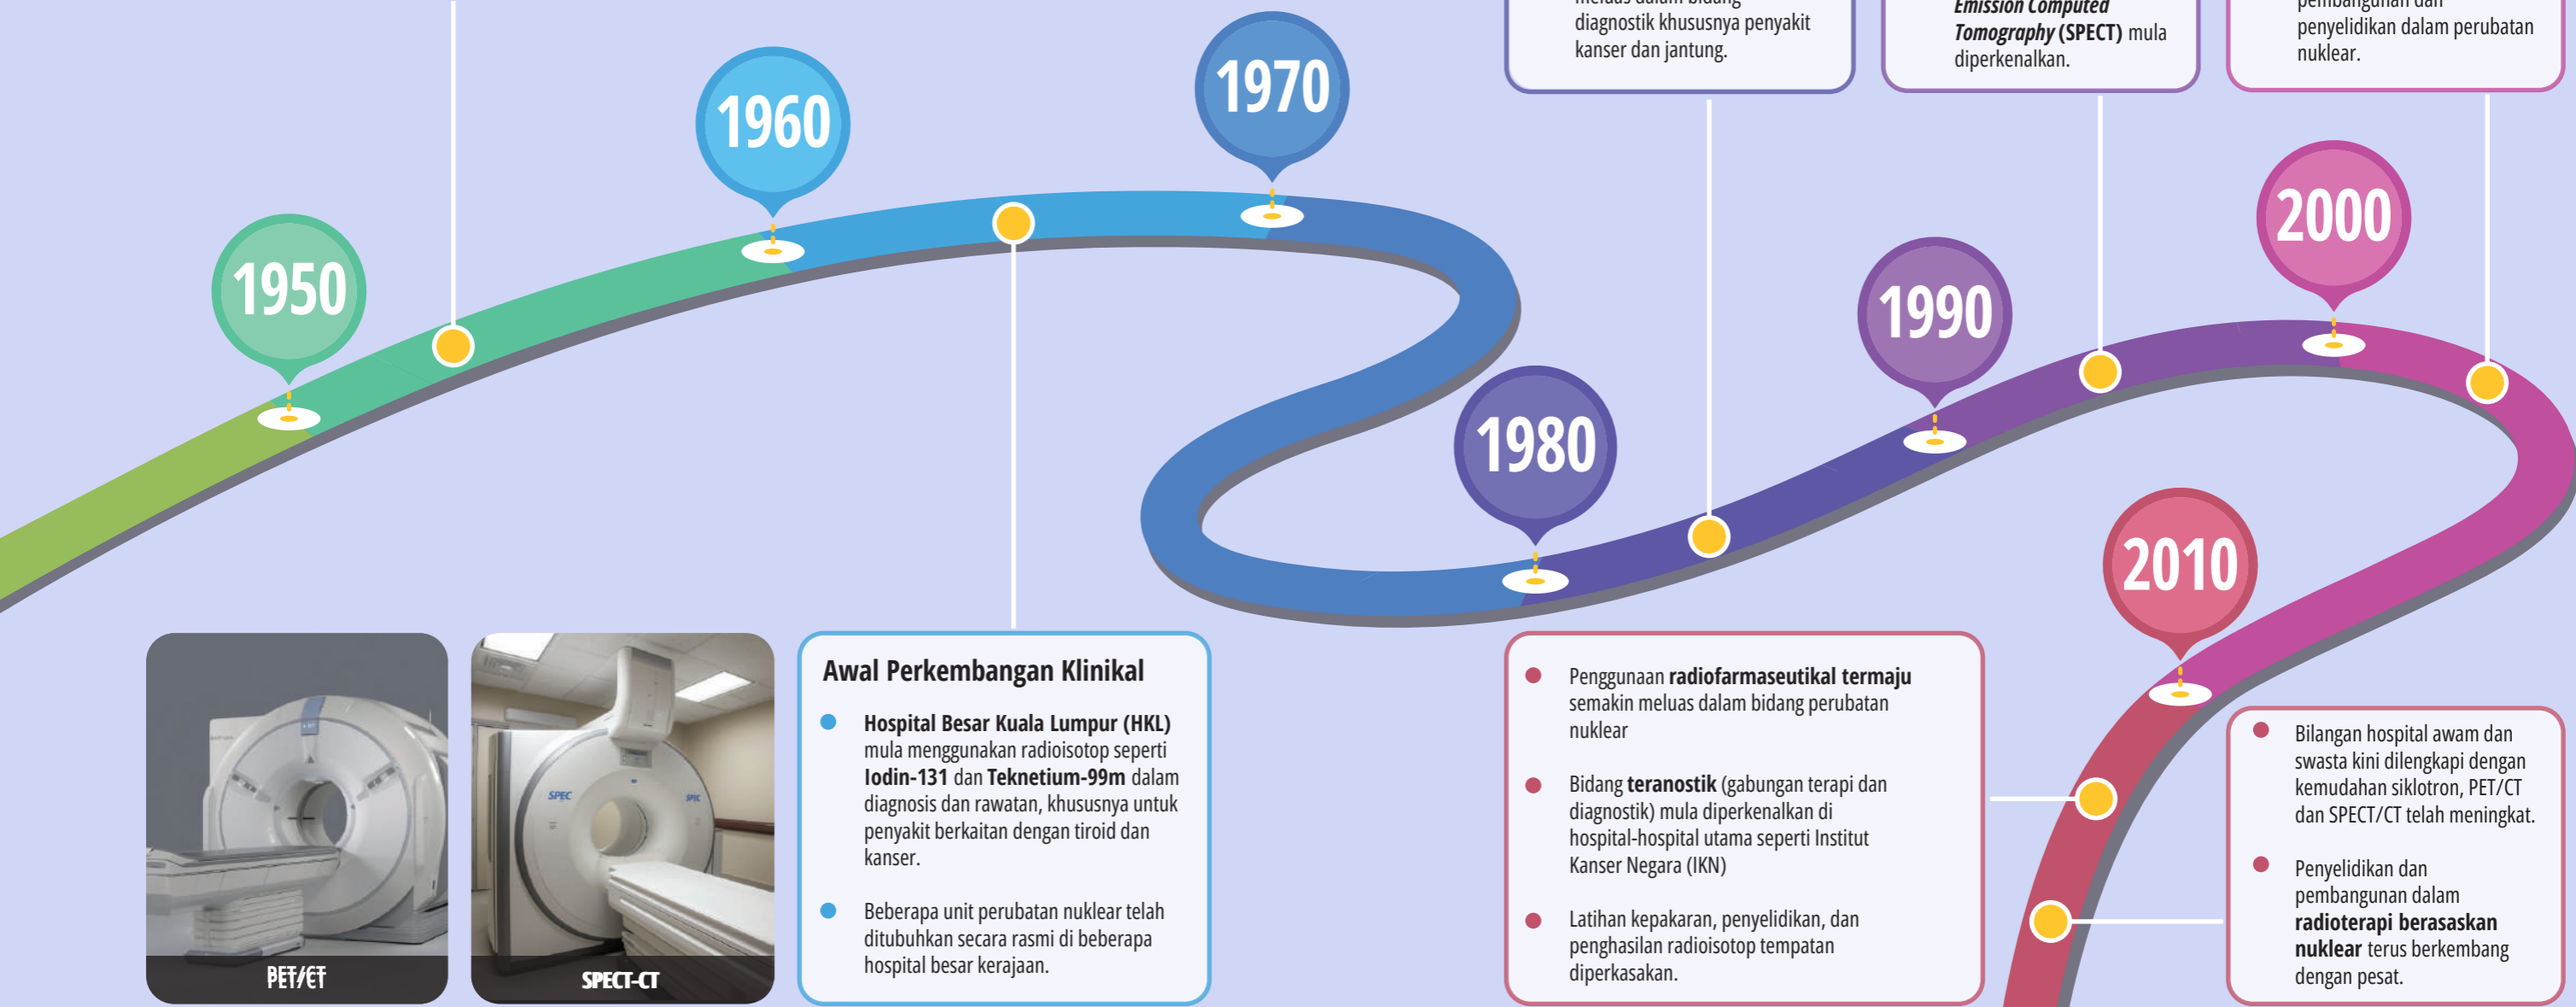 diagnostik khususnya penyakit
kanser dan jantung.
Emission Computed
Tomography (SPECT) mula
diperkenalkan.
pembangunan dan
penyelidikan dalam perubatan
nuklear.
1950
1960
1970
1980
1990
2000
2010
PET/CT
SPEC
SPEC
SPECT-CT
Awal Perkembangan Klinikal
Hospital Besar Kuala Lumpur (HKL)
mula menggunakan radioisotop seperti
Iodin-131 dan Teknetium-99m dalam
diagnosis dan rawatan, khususnya untuk
penyakit berkaitan dengan tiroid dan
kanser.
Beberapa unit perubatan nuklear telah
ditubuhkan secara rasmi di beberapa
hospital besar kerajaan.
Penggunaan radiofarmaseutikal termaju
semakin meluas dalam bidang perubatan
nuklear
Bidang teranostik (gabungan terapi dan
diagnostik) mula diperkenalkan di
hospital-hospital utama seperti Institut
Kanser Negara (IKN)
Latihan kepakaran, penyelidikan, dan
penghasilan radioisotop tempatan
diperkasakan.
Bilangan hospital awam dan
swasta kini dilengkapi dengan
kemudahan siklotron, PET/CT
dan SPECT/CT telah meningkat.
Penyelidikan dan
pembangunan dalam
radioterapi berasaskan
nuklear terus berkembang
dengan pesat.